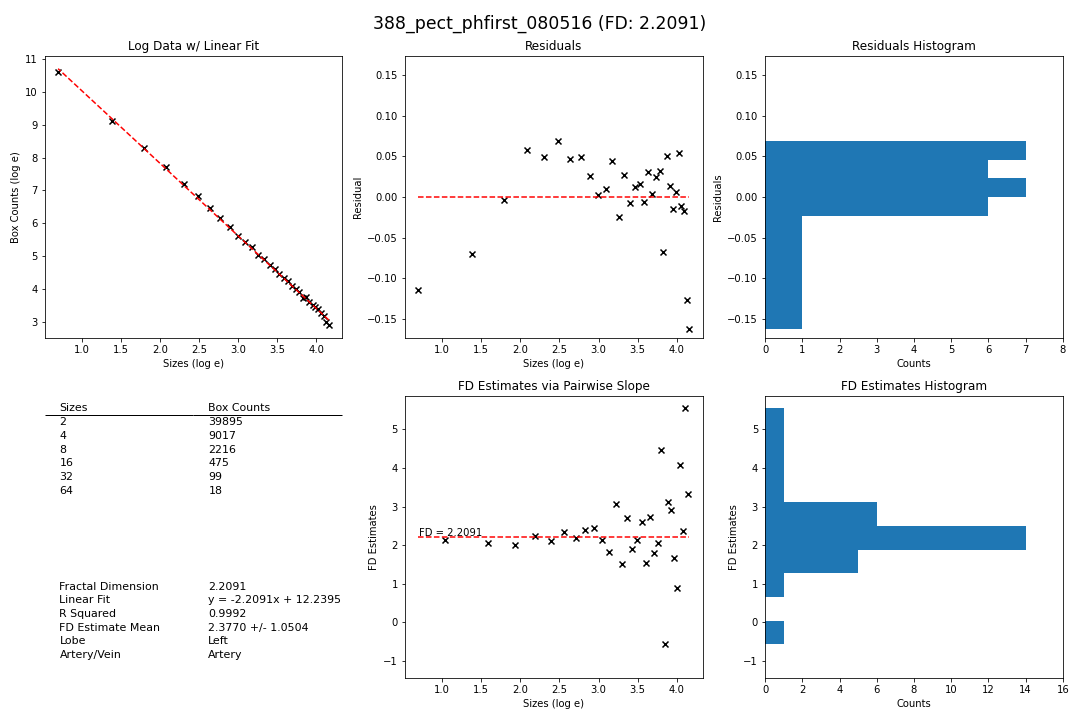 388_pect_phfirst_080516 (FD: 2.2091)
Log Data w/ Linear Fit
Box Counts (log e)
11
10
9
8
7
6
5
4
3
1.0 1.5 2.0 2.5 3.0 3.5 4.0
Sizes (log e)
Residuals
Residual
0.15
0.10
0.05
0.00
−0.05
−0.10
−0.15
1.0 1.5 2.0 2.5 3.0 3.5 4.0
Sizes (log e)
Residuals Histogram
Residuals
0.15
0.10
0.05
0.00
−0.05
−0.10
−0.15
0 1 2 3 4 5 6 7 8
Counts
Sizes Box Counts
2 39895
4 9017
8 2216
16 475
32 99
64 18
Fractal Dimension 2.2091
Linear Fit y = -2.2091x + 12.2395
R Squared 0.9992
FD Estimate Mean 2.3770 +/- 1.0504
Lobe Left
Artery/Vein Artery
FD Estimates via Pairwise Slope
FD Estimates
5
4
3
2
1
0
−1
FD = 2.2091
1.0 1.5 2.0 2.5 3.0 3.5 4.0
Sizes (log e)
FD Estimates Histogram
FD Estimates
5
4
3
2
1
0
−1
0 2 4 6 8 10 12 14 16
Counts